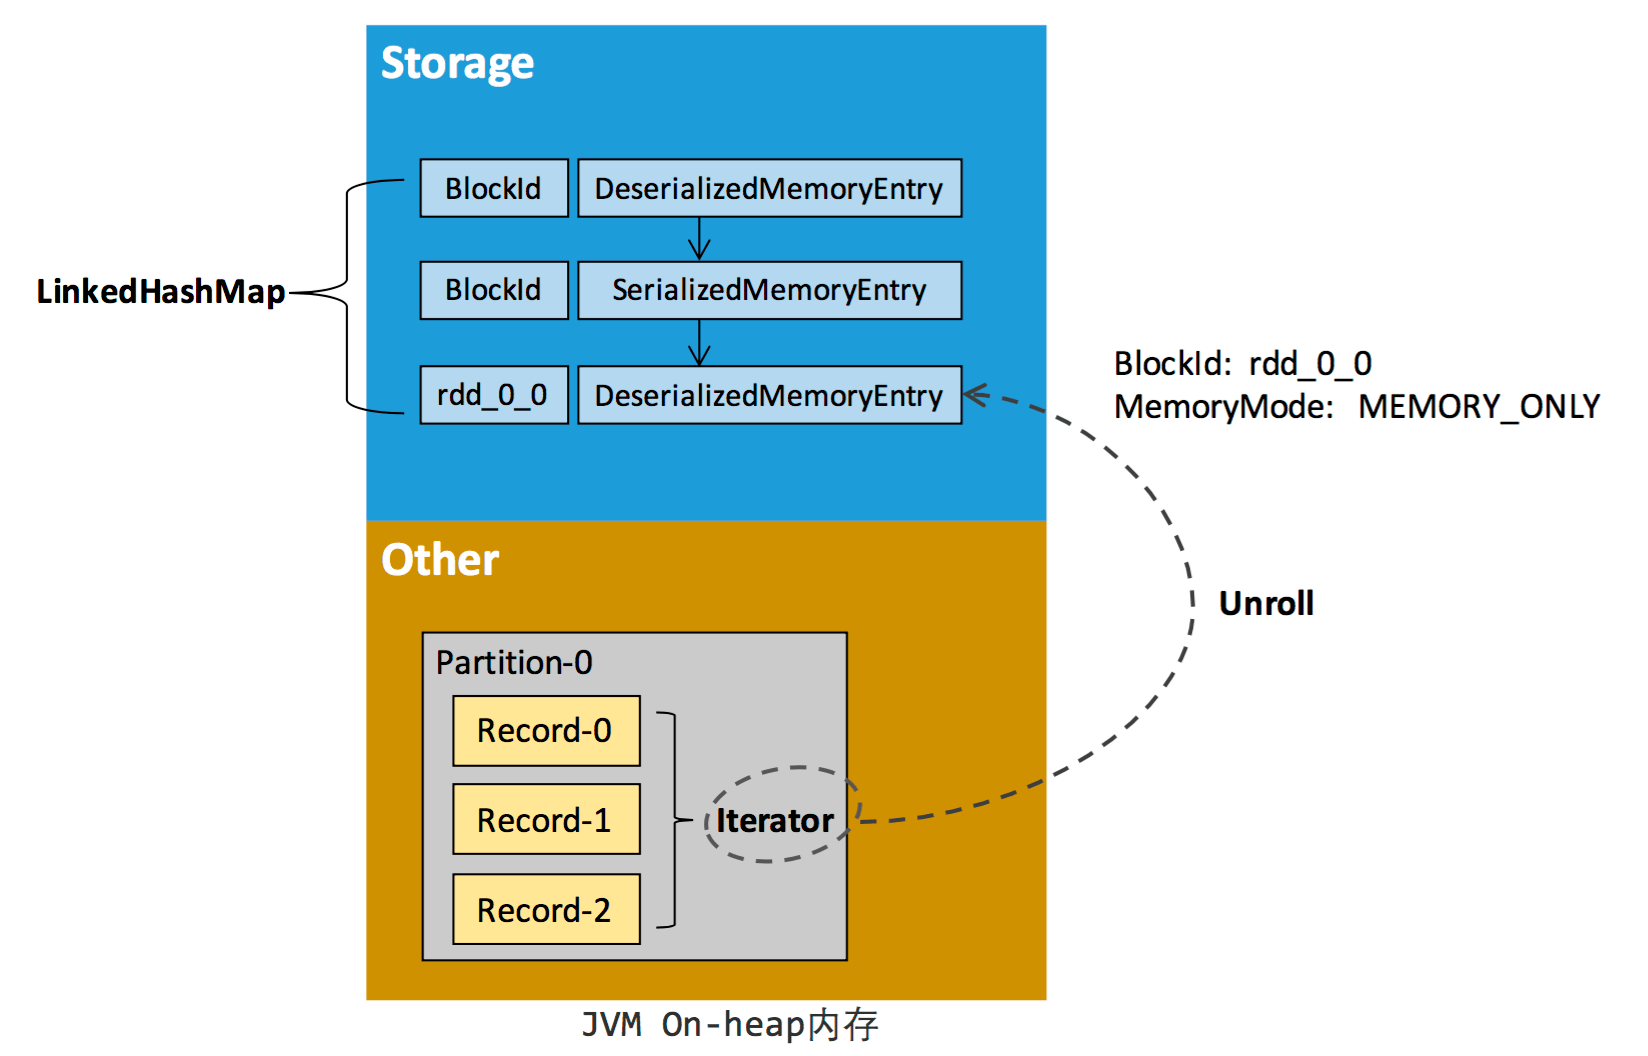 Storage
BlockId DeserializedMemoryEntry
LinkedHashMap
BlockId SerializedMemoryEntry
rdd_0_0 DeserializedMemoryEntry
BlockId: rdd_0_0
MemoryMode: MEMORY_ONLY
Other
Unroll
Partition-0
Record-0
Record-1
Iterator
Record-2
JVM On-heap内存